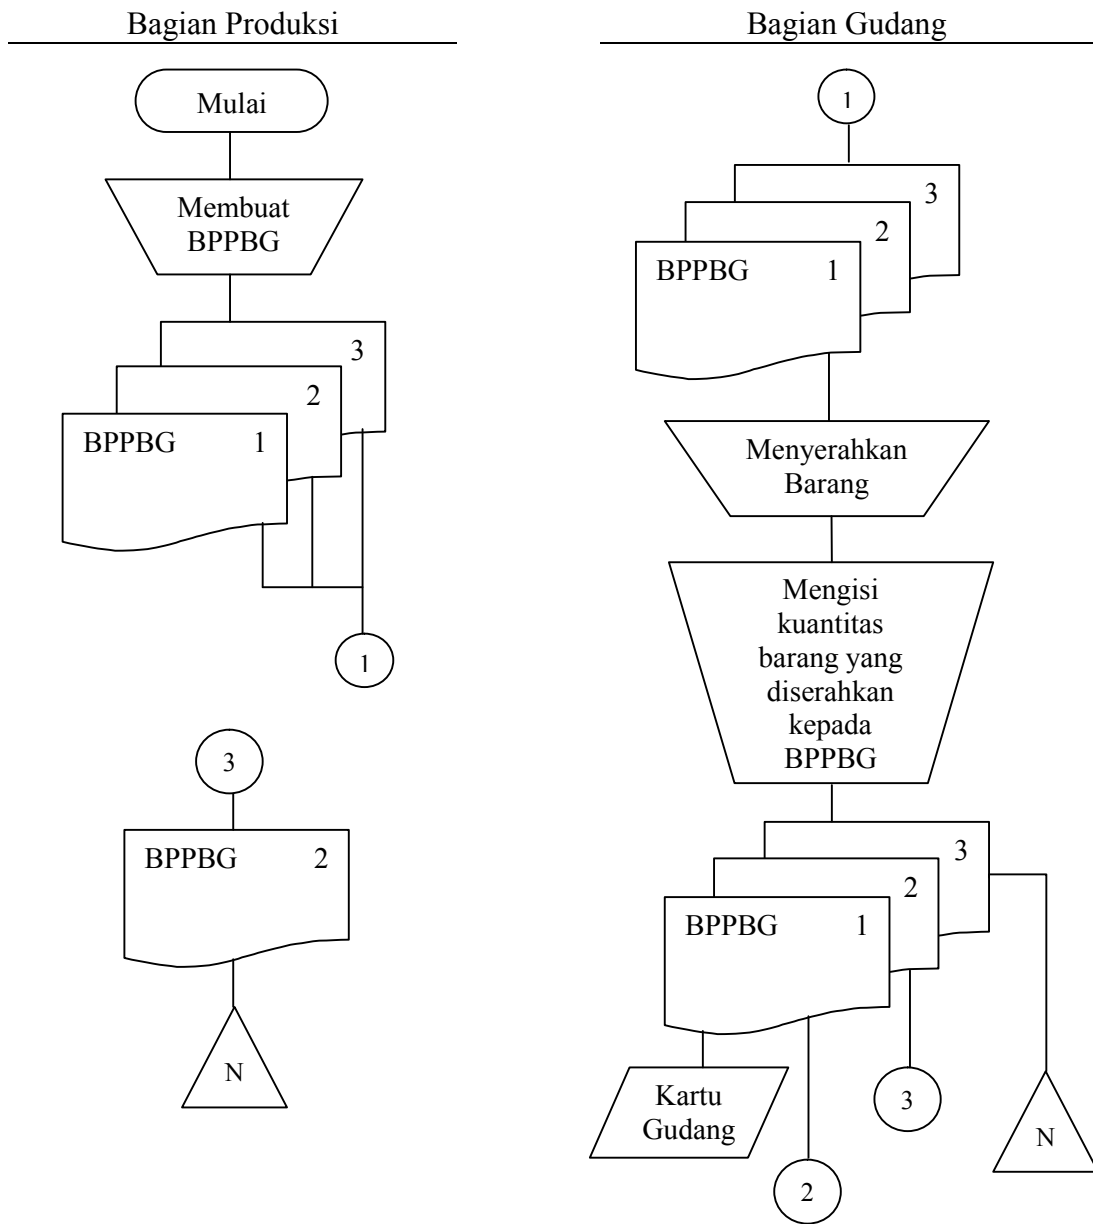 Bagian Produksi
Mulai
Membuat
BPPBG
3
2
BPPBG 1
1
3
BPPBG 2
N
Bagian Gudang
1
3
2
BPPBG 1
Menyerahkan
Barang
Mengisi
kuantitas
barang yang
diserahkan
kepada
BPPBG
3
2
BPPBG 1
Kartu
Gudang
2
3
N